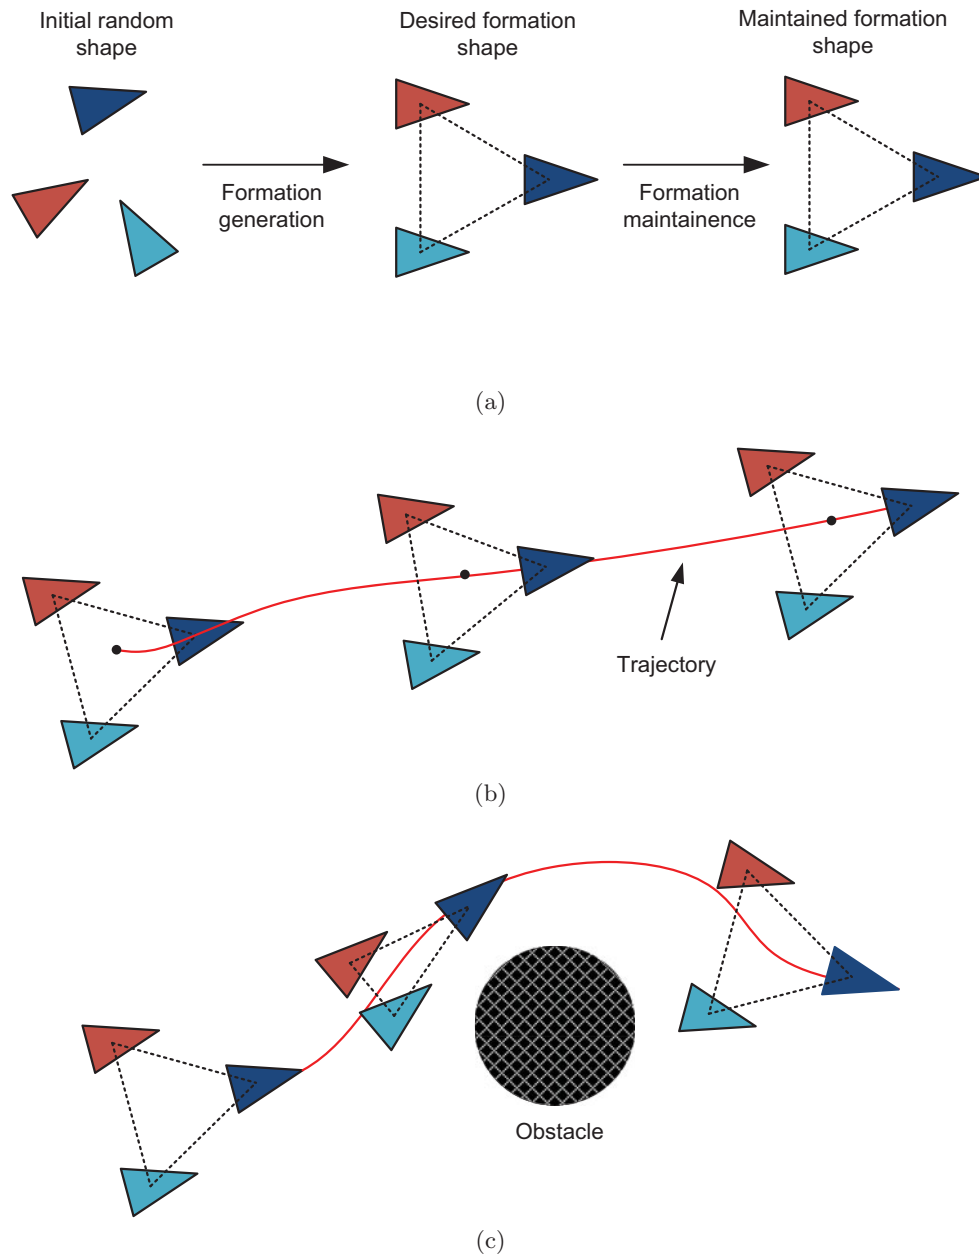 Initial random
shape
Desired formation
shape
Maintained formation
shape
Formation
generation
Formation
maintainence
(a)
Trajectory
(b)
Obstacle
(c)